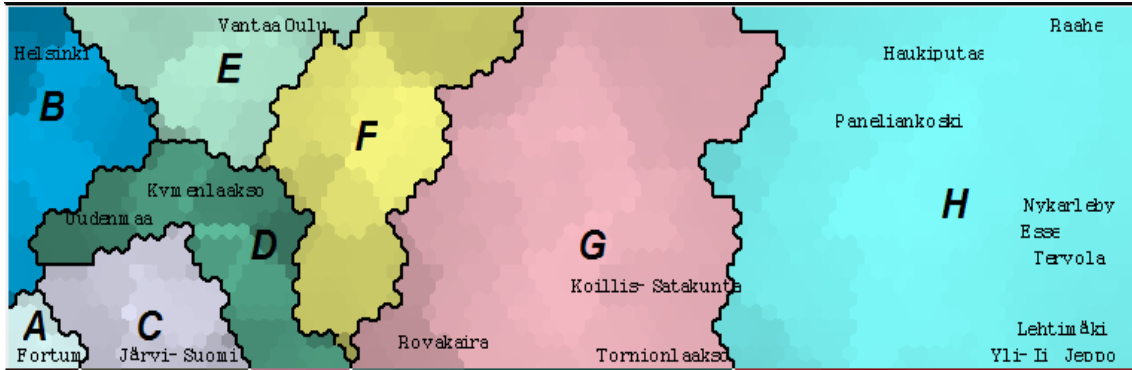 Vantaa Oulu
Raahe
Helsinki
Haukiputaa
E
B
Paneliankoski
F
Kvmenlaakso
Uudenmaa
H
Nykarleby
Esse
D
G
Tervola
Koillis-Satakunta
A
C
Lehtimäki
Rovakaira
Fortum
Järvi-Suomi
Tornionlaakso
Yli-Ii Jeppo